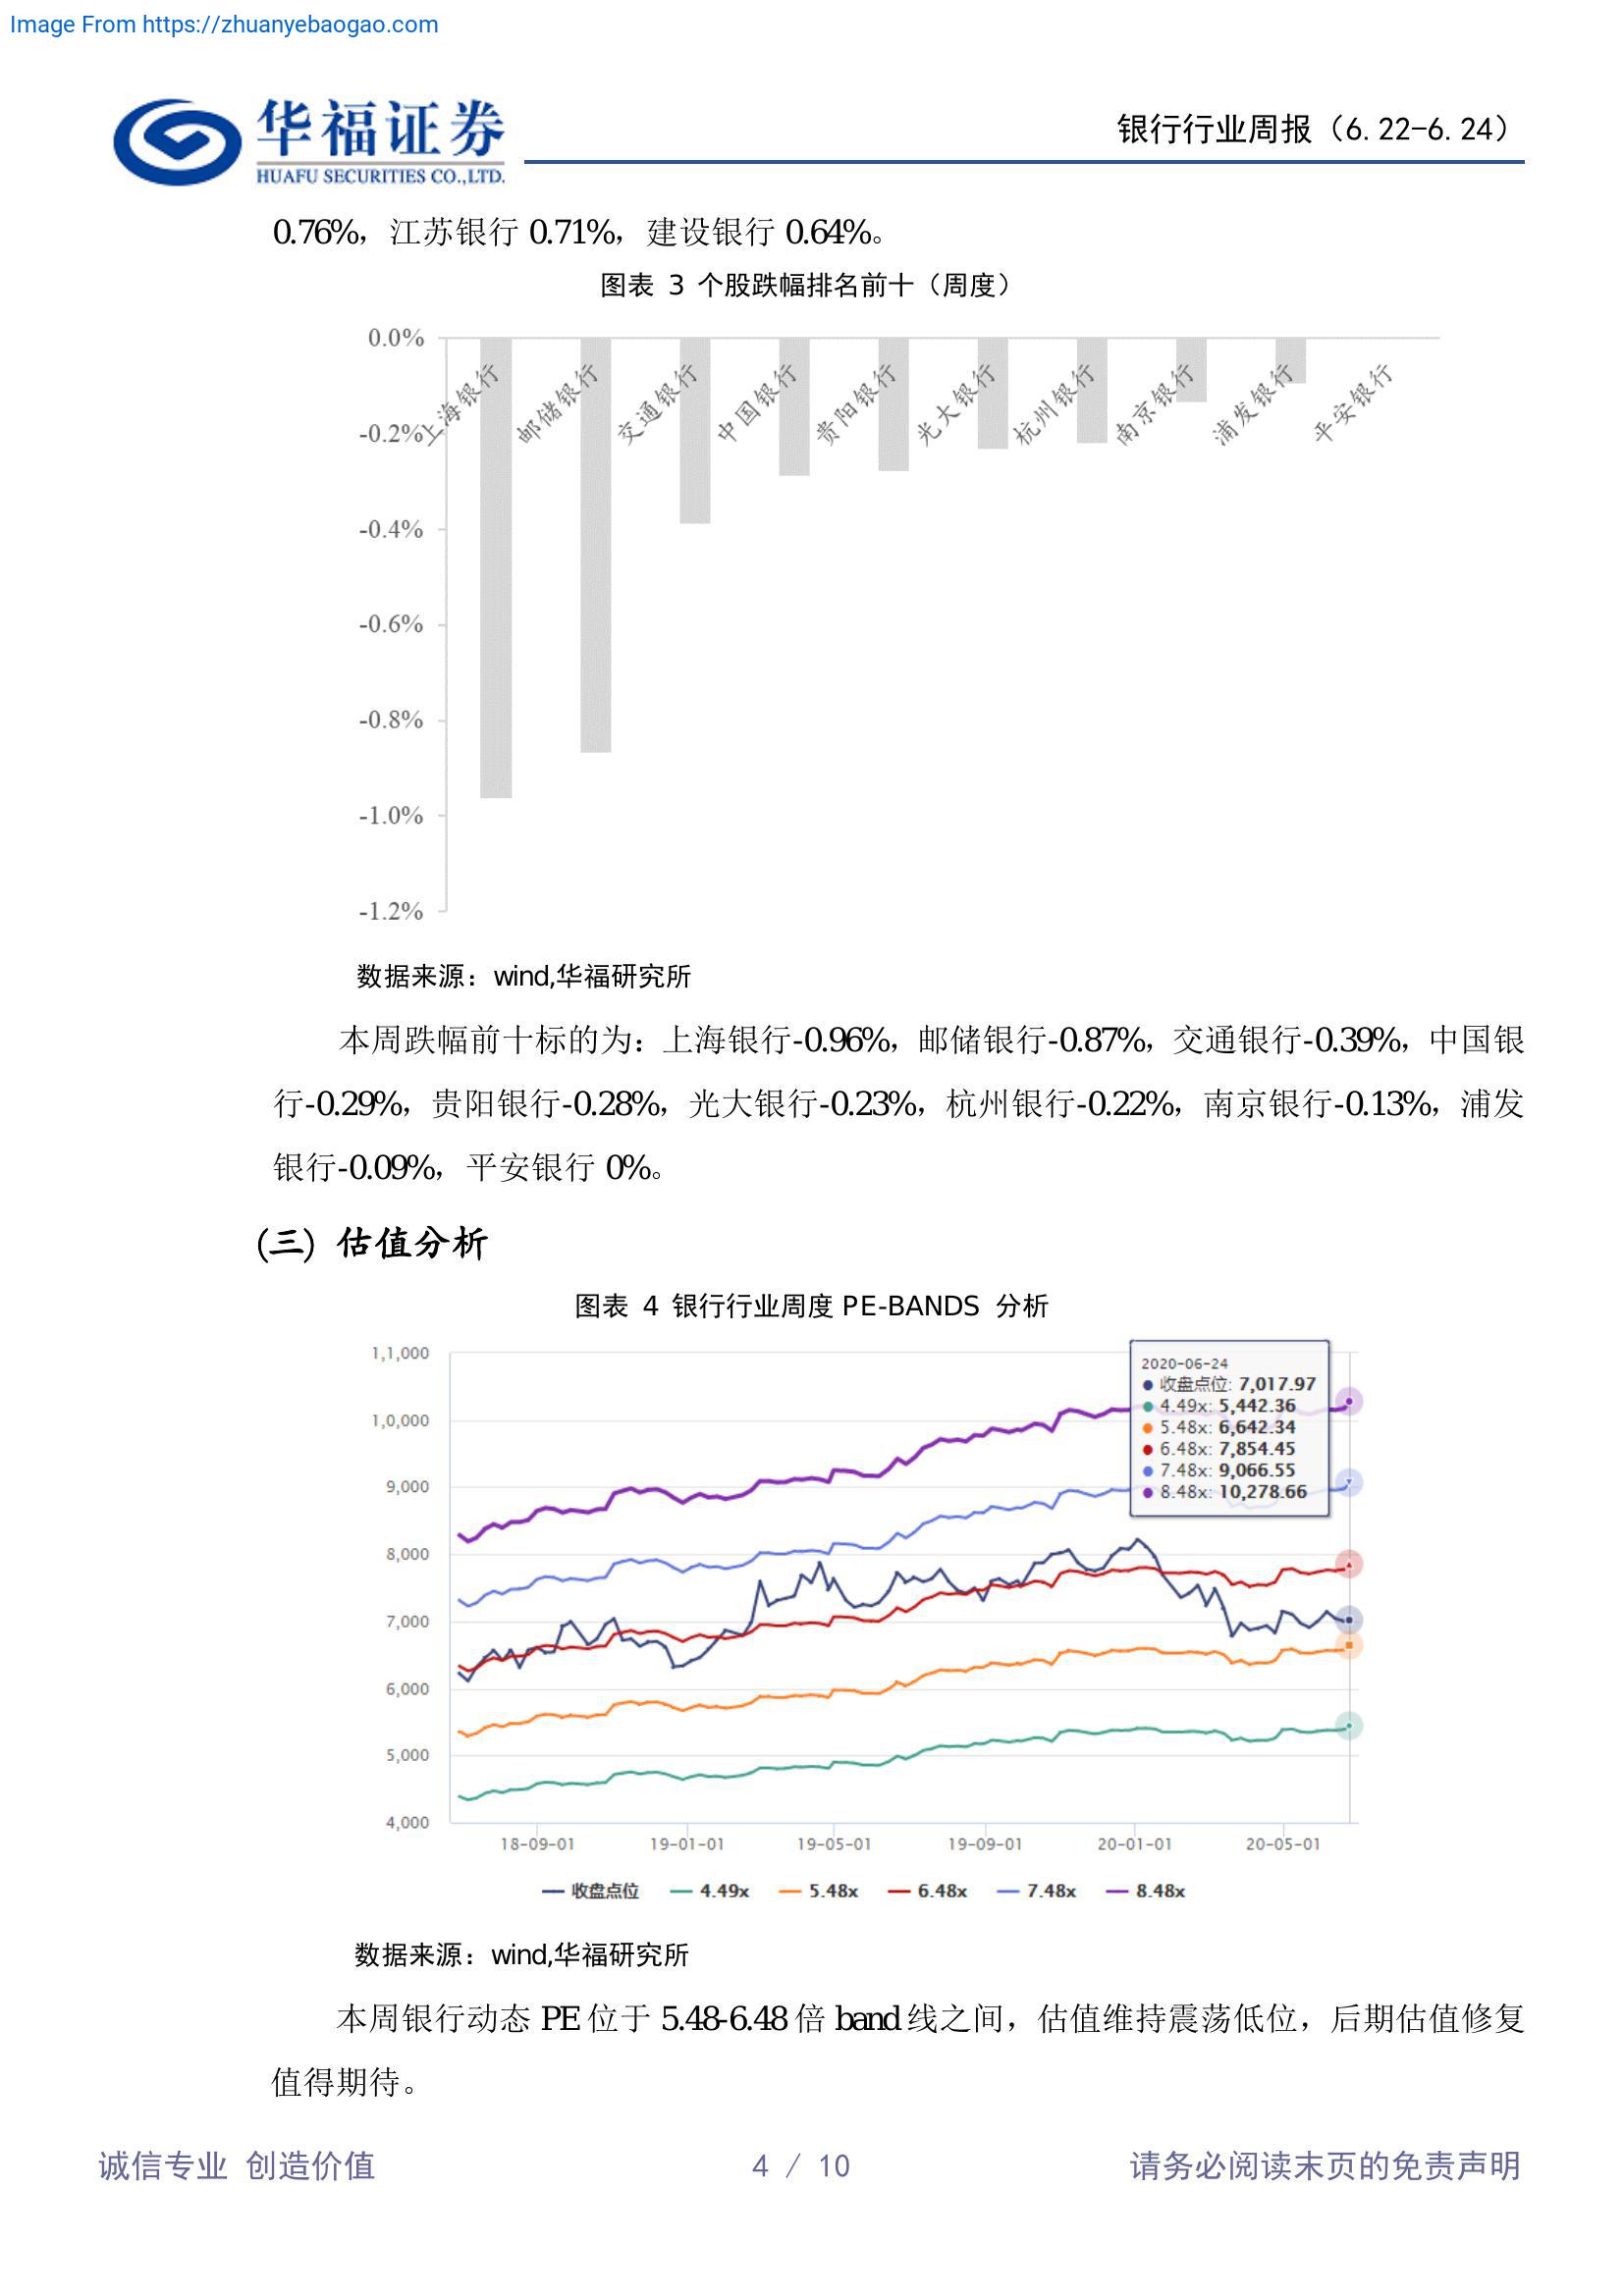 Image From https://zhuanyebaogao.com
华福证券
HUAFU SECURITIES CO.,LTD.
银行行业周报（6.22-6.24）
0.76%，江苏银行 0.71%，建设银行 0.64%。
图表 3 个股跌幅排名前十（周度）
0.0%
-0.2%
-0.4%
-0.6%
-0.8%
-1.0%
-1.2%
上海银行
邮储银行
交通银行
中国银行
贵阳银行
光大银行
杭州银行
南京银行
浦发银行
平安银行
数据来源：wind,华福研究所
本周跌幅前十标的为：上海银行-0.96%，邮储银行-0.87%，交通银行-0.39%，中国银
行-0.29%，贵阳银行-0.28%，光大银行-0.23%，杭州银行-0.22%，南京银行-0.13%，浦发
银行-0.09%，平安银行 0%。
(三) 估值分析
图表 4 银行行业周度 PE-BANDS 分析
1,1,000
1,0,000
9,000
8,000
7,000
6,000
5,000
4,000
2020-06-24
收盘点位: 7,017.97
4.49x: 5,442.36
5.48x: 6,642.34
6.48x: 7,854.45
7.48x: 9,066.55
8.48x: 10,278.66
18-09-01 19-01-01 19-05-01 19-09-01 20-01-01 20-05-01
收盘点位 4.49x 5.48x 6.48x 7.48x 8.48x
数据来源：wind,华福研究所
本周银行动态 PE 位于 5.48-6.48 倍 band 线之间，估值维持震荡低位，后期估值修复
值得期待。
诚信专业 创造价值 4 / 10 请务必阅读末页的免责声明